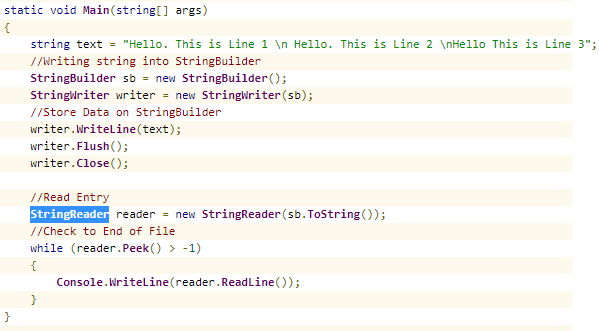 static void Main(string[] args)
{
    string text = "Hello. This is Line 1 \n Hello. This is Line 2 \nHello This is Line 3";
    //Writing string into StringBuilder
    StringBuilder sb = new StringBuilder();
    StringWriter writer = new StringWriter(sb);
    //Store Data on StringBuilder
    writer.WriteLine(text);
    writer.Flush();
    writer.Close();

    //Read Entry
    StringReader reader = new StringReader(sb.ToString());
    //Check to End of File
    while (reader.Peek() > -1)
    {
        Console.WriteLine(reader.ReadLine());
    }
}